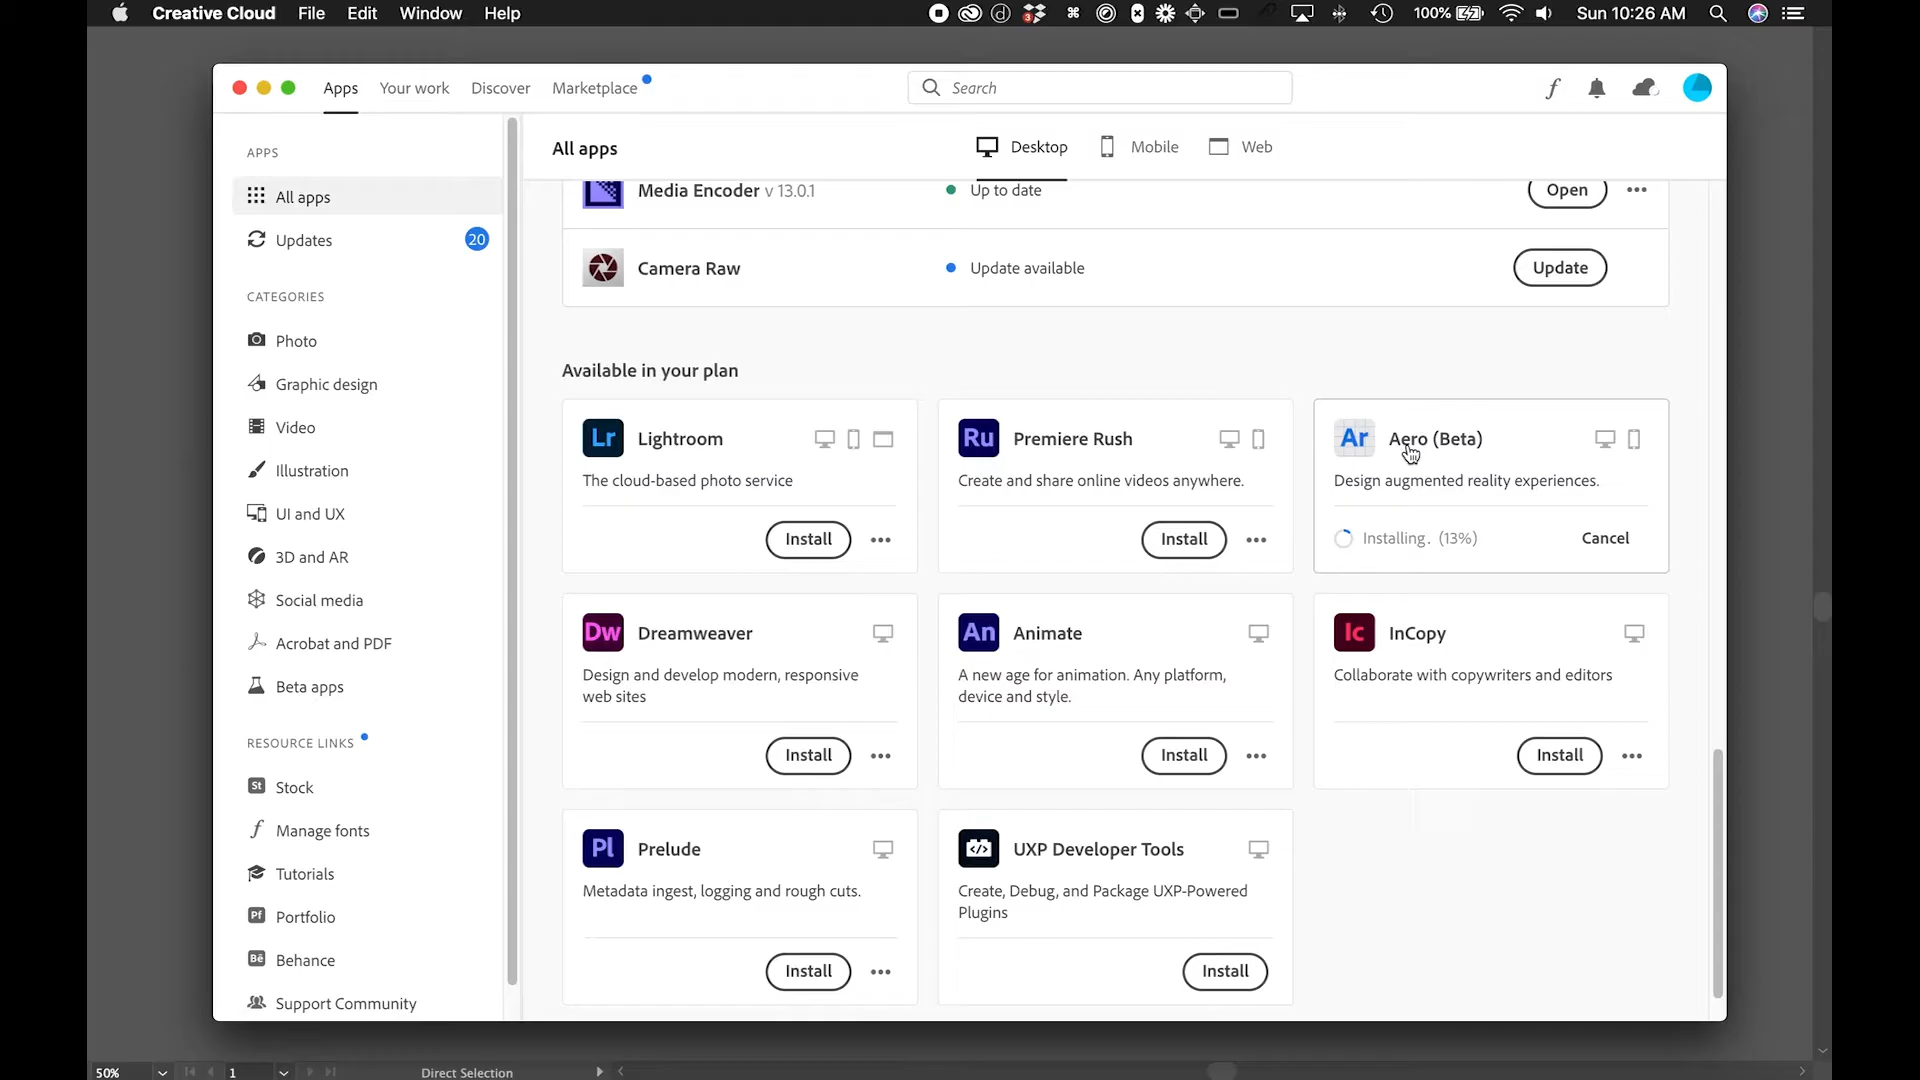 Creative Cloud File Edit Window Help
3 100% Sun 10:26 AM
Apps Your work Discover Marketplace Search
APPS
All apps
Updates 20
CATEGORIES
Photo
Graphic design
Video
Illustration
UI and UX
3D and AR
Social media
Acrobat and PDF
Beta apps
RESOURCE LINKS
St Stock
Manage fonts
Tutorials
Pf Portfolio
Bē Behance
Support Community
All apps Desktop Mobile Web
Media Encoder v 13.0.1 Up to date Open
Camera Raw Update available Update
Available in your plan
Lr Lightroom
The cloud-based photo service
Install
Ru Premiere Rush
Create and share online videos anywhere.
Install
Ar Aero (Beta)
Design augmented reality experiences.
Installing. (13%) Cancel
Dw Dreamweaver
Design and develop modern, responsive
web sites
Install
An Animate
A new age for animation. Any platform,
device and style.
Install
Ic InCopy
Collaborate with copywriters and editors
Install
Pl Prelude
Metadata ingest, logging and rough cuts.
Install
UXP Developer Tools
Create, Debug, and Package UXP-Powered
Plugins
Install
50% 1 Direct Selection